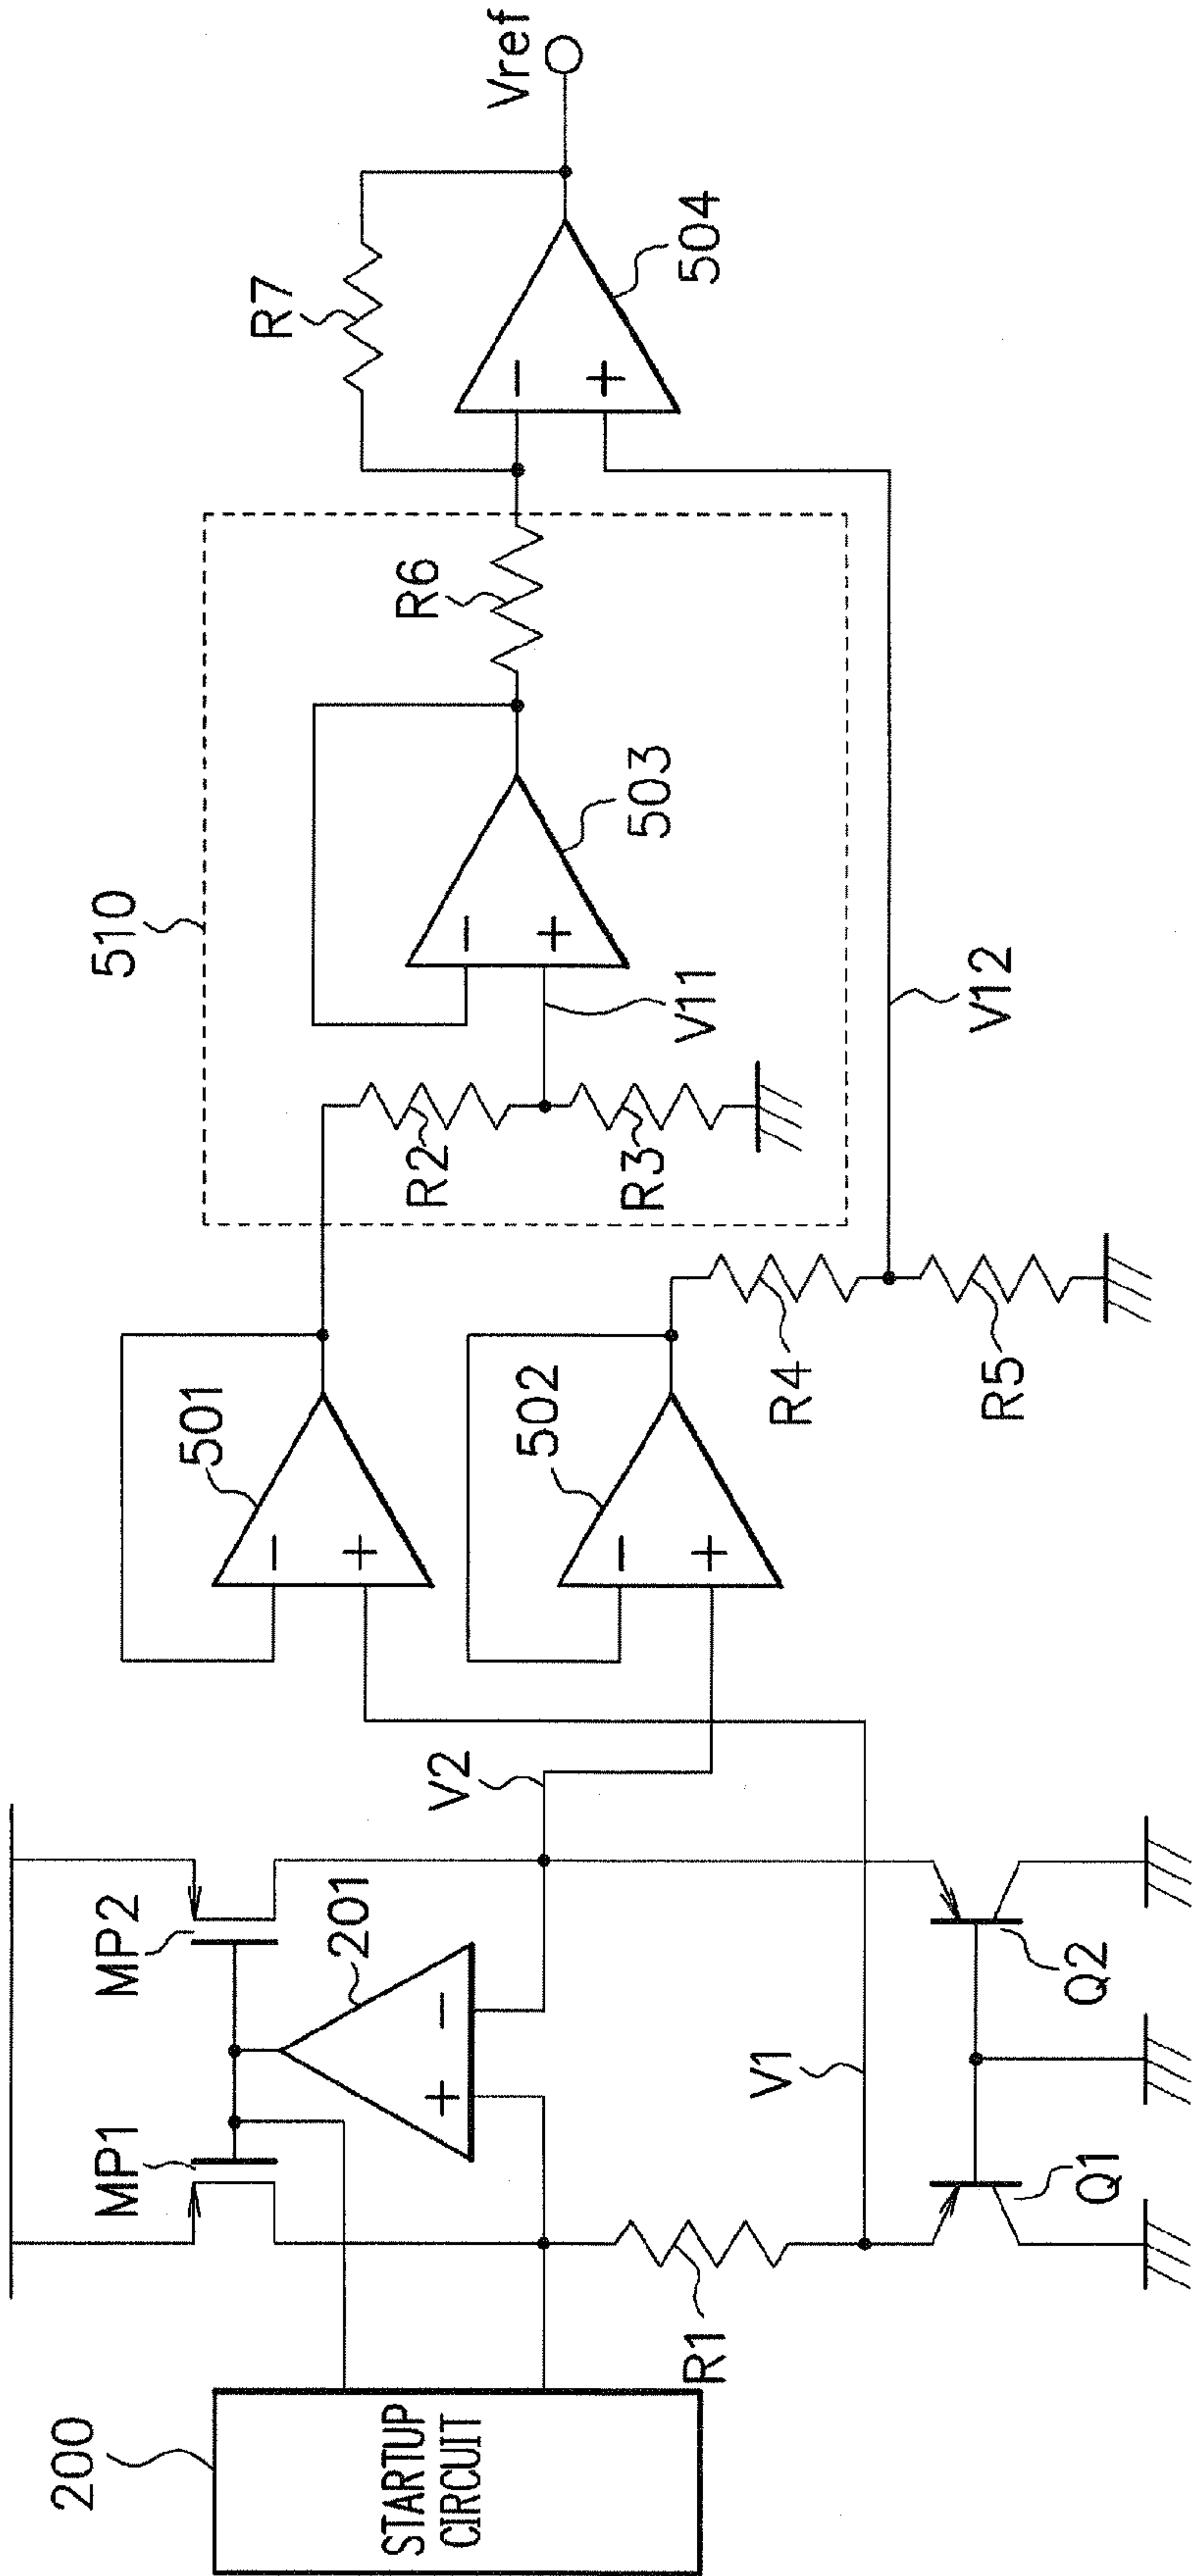 200
STARTUP
CIRCUIT
MP1
MP2
201
+
−
R1
V1
V2
Q1
Q2
501
−
+
502
−
+
R4
R5
510
R2
R3
V11
503
−
+
R6
V12
R7
504
−
+
Vref